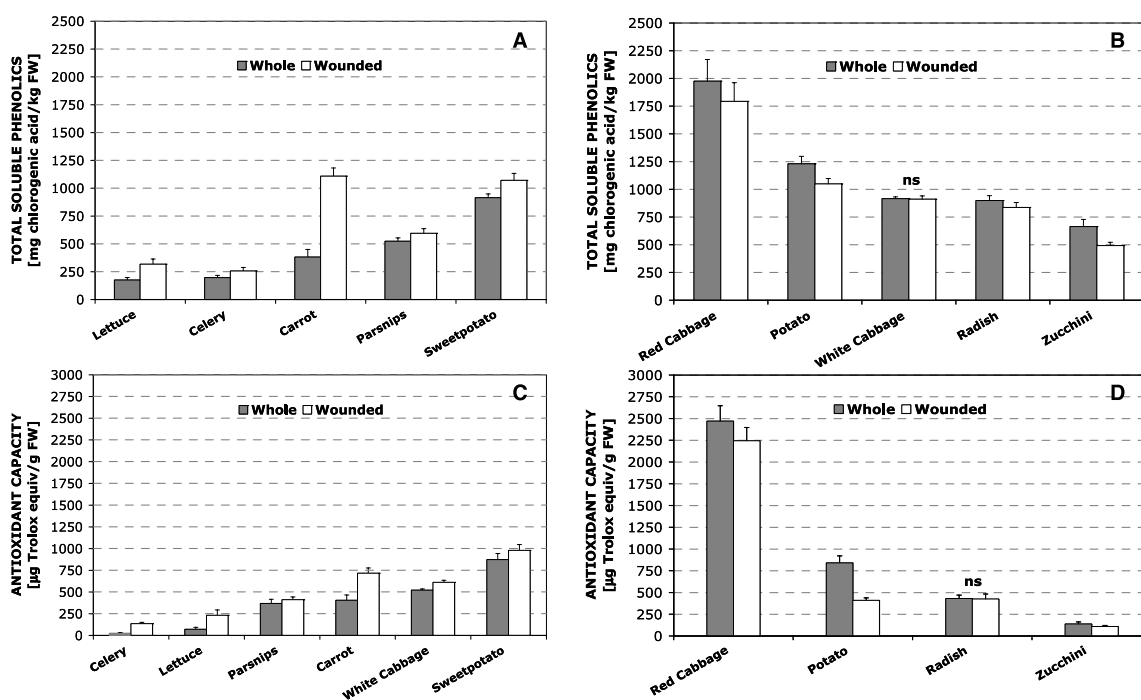 A
TOTAL SOLUBLE PHENOLICS
[mg chlorogenic acid/kg FW]
2500
2250
2000
1750
1500
1250
1000
750
500
250
0
Whole Wounded
Lettuce
Celery
Carrot
Parsnips
Sweetpotato
B
TOTAL SOLUBLE PHENOLICS
[mg chlorogenic acid/kg FW]
2500
2250
2000
1750
1500
1250
1000
750
500
250
0
Whole Wounded
ns
Red Cabbage
Potato
White Cabbage
Radish
Zucchini
C
ANTIOXIDANT CAPACITY
[µg Trolox equiv/g FW]
3000
2750
2500
2250
2000
1750
1500
1250
1000
750
500
250
0
Whole Wounded
Celery
Lettuce
Parsnips
Carrot
White Cabbage
Sweetpotato
D
ANTIOXIDANT CAPACITY
[µg Trolox equiv/g FW]
3000
2750
2500
2250
2000
1750
1500
1250
1000
750
500
250
0
Whole Wounded
ns
Red Cabbage
Potato
Radish
Zucchini